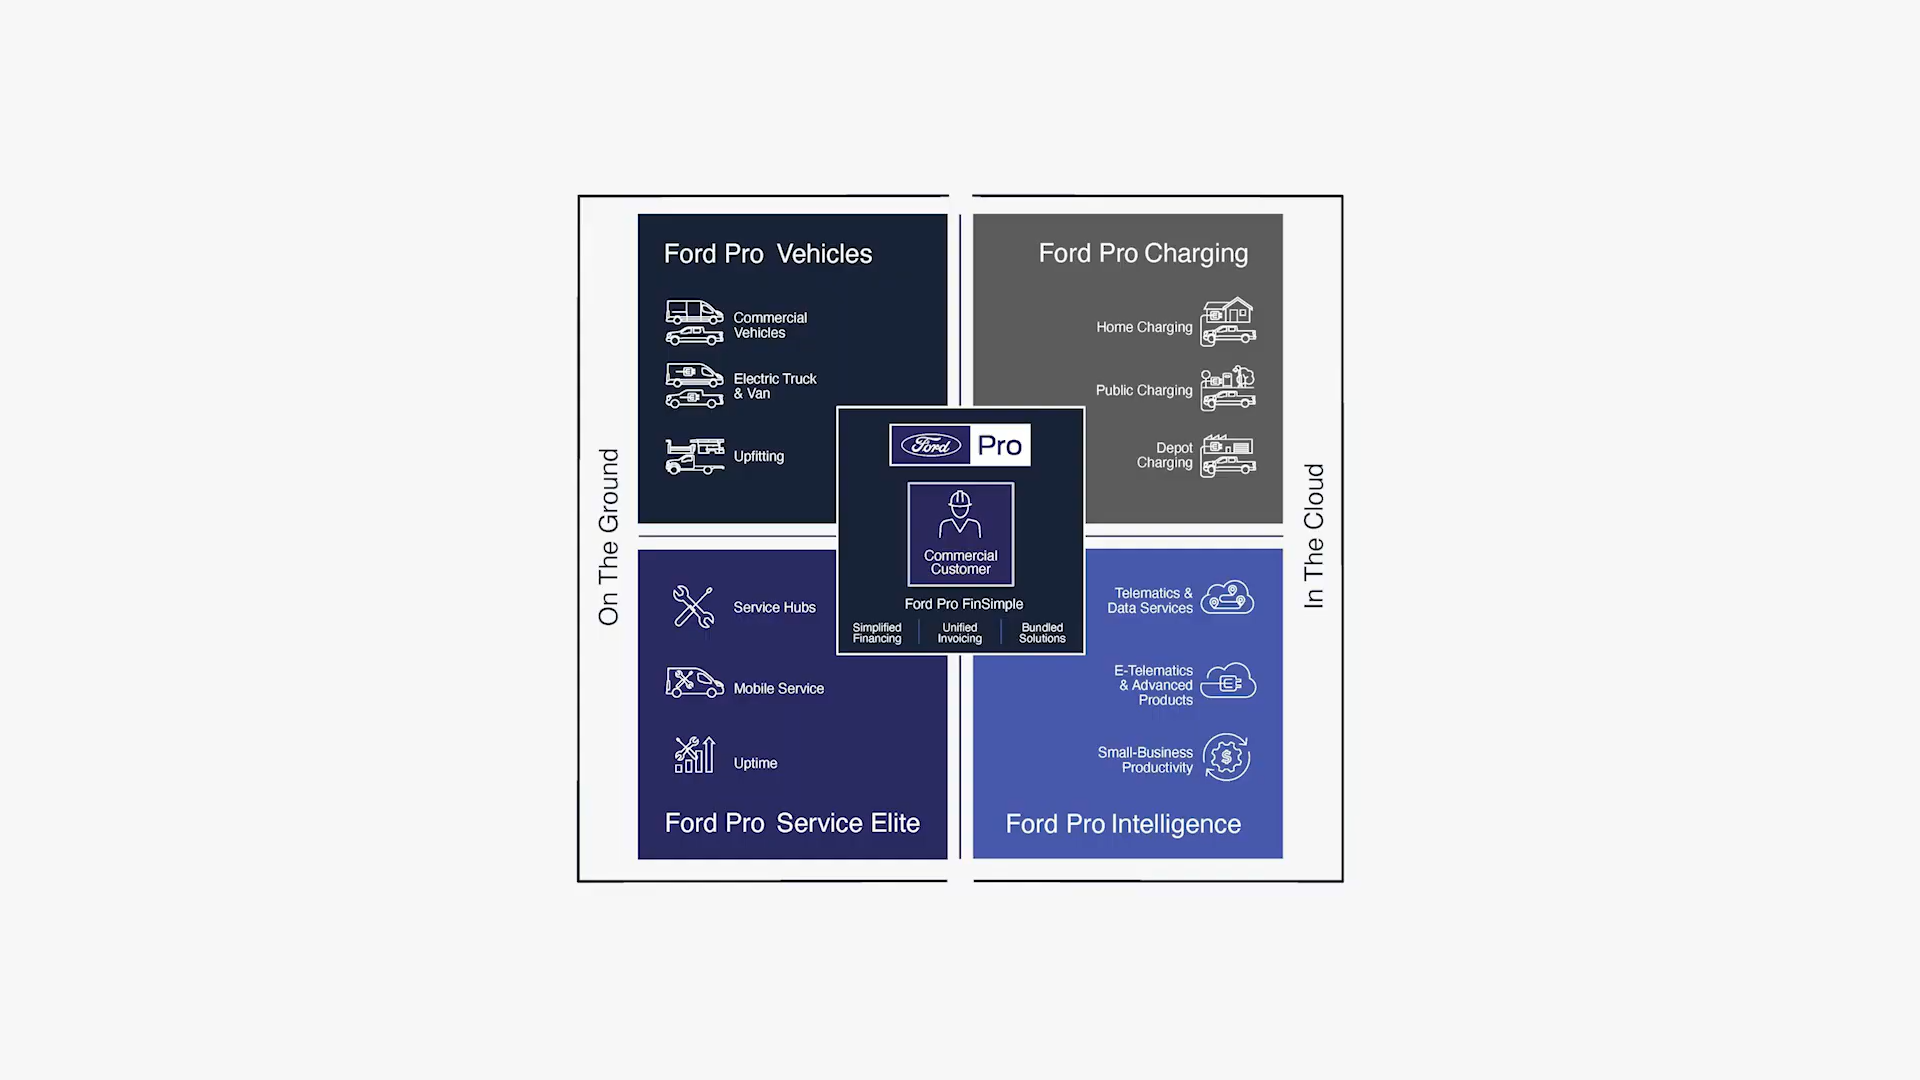 On The Ground
Ford Pro Vehicles
Commercial
Vehicles
Electric Truck
& Van
Upfitting
Ford Pro Charging
Home Charging
Public Charging
Depot
Charging
Ford Pro
Commercial
Customer
Ford Pro FinSimple
Simplified
Financing
Unified
Invoicing
Bundled
Solutions
Service Hubs
Mobile Service
Uptime
Ford Pro Service Elite
Telematics &
Data Services
E-Telematics
& Advanced
Products
Small-Business
Productivity
$
Ford Pro Intelligence
In The Cloud